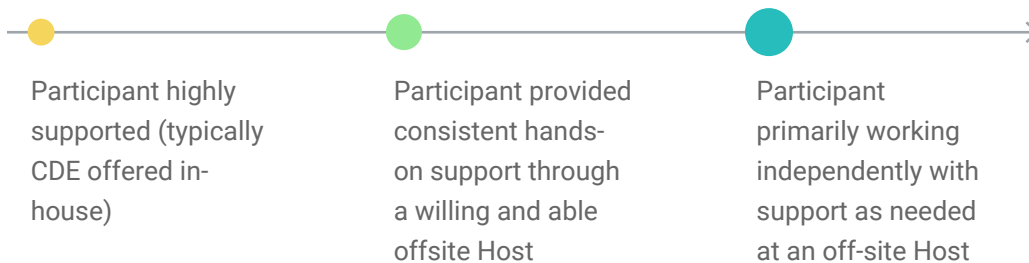 Participant highly
supported (typically
CDE offered in-
house)
Participant provided
consistent hands-
on support through
a willing and able
offsite Host
Participant
primarily working
independently with
support as needed
at an off-site Host